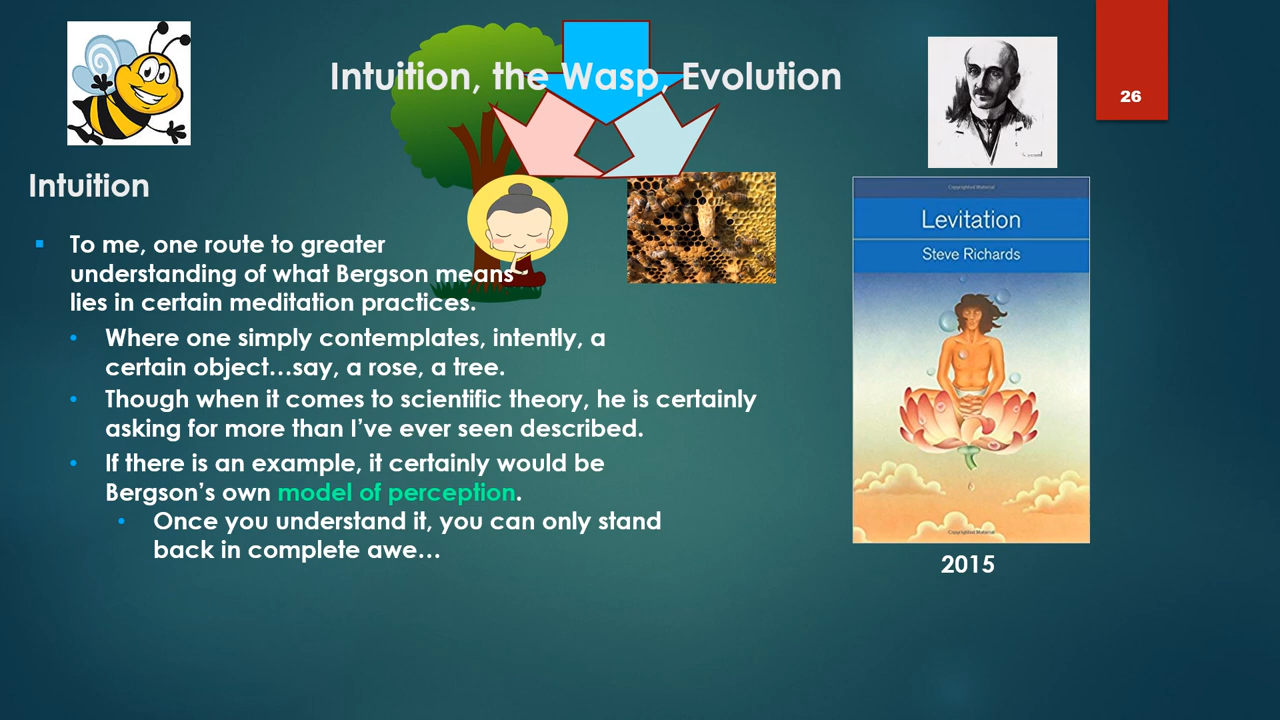 Intuition, the Wasp, Evolution
26
Intuition
To me, one route to greater
understanding of what Bergson means
lies in certain meditation practices.
Where one simply contemplates, intently, a
certain object…say, a rose, a tree.
Though when it comes to scientific theory, he is certainly
asking for more than I’ve ever seen described.
If there is an example, it certainly would be
Bergson’s own model of perception.
Once you understand it, you can only stand
back in complete awe…
Copyrighted Material
Levitation
Steve Richards
Copyrighted Material
2015